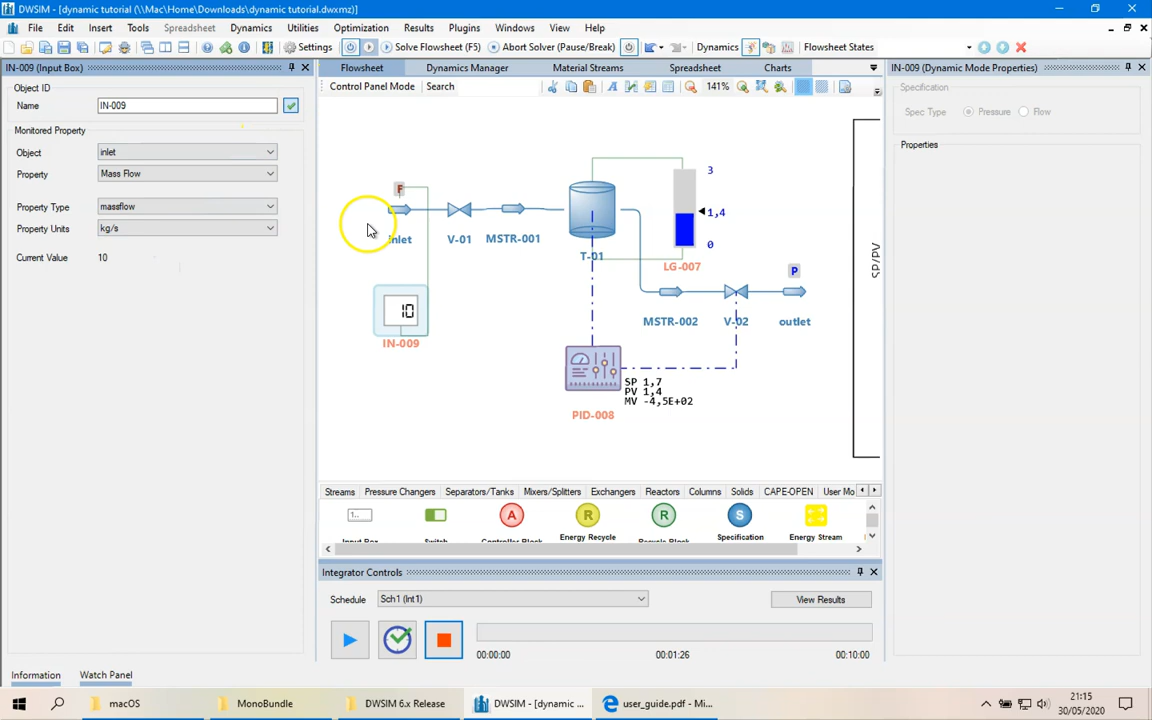 DWSIM - [dynamic tutorial (\\Mac\Home\Downloads\dynamic tutorial.dwxmz)]
File Edit Insert Tools Spreadsheet Dynamics Utilities Optimization Results Plugins Windows View Help
Settings Solve Flowsheet (F5) Abort Solver (Pause/Break) Dynamics Flowsheet States
IN-009 (Input Box)
Flowsheet Dynamics Manager Material Streams Spreadsheet Charts
IN-009 (Dynamic Mode Properties)
Object ID
Name IN-009
Monitored Property
Object inlet
Property Mass Flow
Property Type massflow
Property Units kg/s
Current Value 10
Control Panel Mode Search 141%
F
inlet
V-01
MSTR-001
T-01
3
1,4
0
LG-007
10
IN-009
MSTR-002
V-02
P
outlet
SP 1,7
PV 1,4
MV -4,5E+02
PID-008
Specification
Spec Type Pressure Flow
Properties
Streams Pressure Changers Separators/Tanks Mixers/Splitters Exchangers Reactors Columns Solids CAPE-OPEN User Mo
1..
A R R S
Input Box Switch Controller Block Energy Recycle Recycle Block Specification Energy Stream
Integrator Controls
Schedule Sch1 (Int1) View Results
00:00:00 00:01:26 00:10:00
Information Watch Panel
macOS MonoBundle DWSIM 6.x Release DWSIM - [dynamic ... user_guide.pdf - Mi...
21:15
30/05/2020